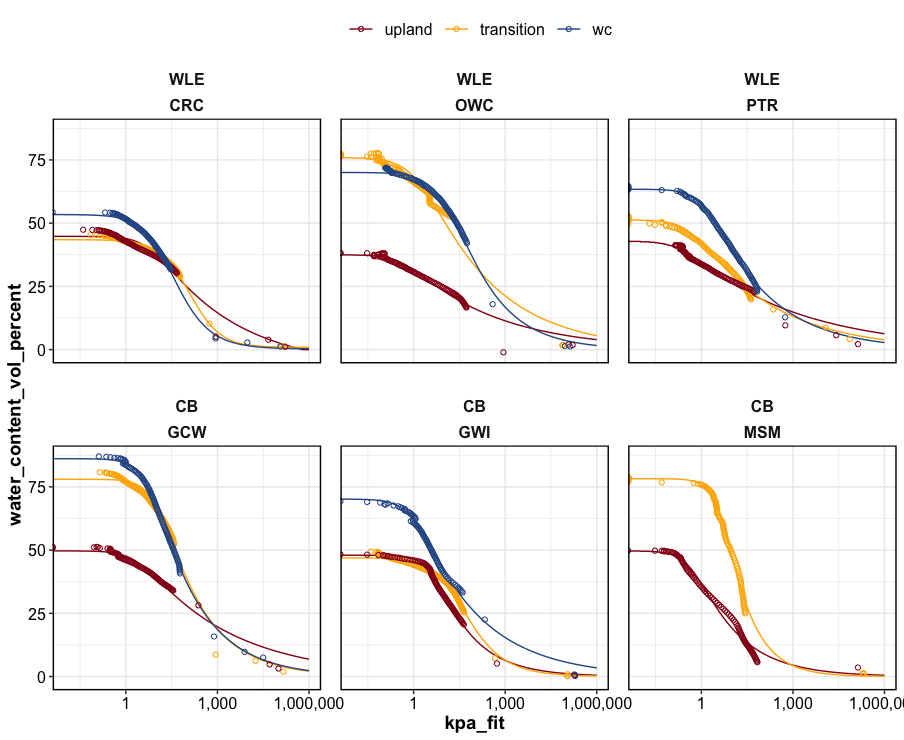 upland transition wc
WLE WLE WLE
CRC OWC PTR
75
50
25
0
CB CB CB
GCW GWI MSM
75
50
25
0
1 1,000 1,000,000 1 1,000 1,000,000 1 1,000 1,000,00
kpa_fit
water_content_vol_percent